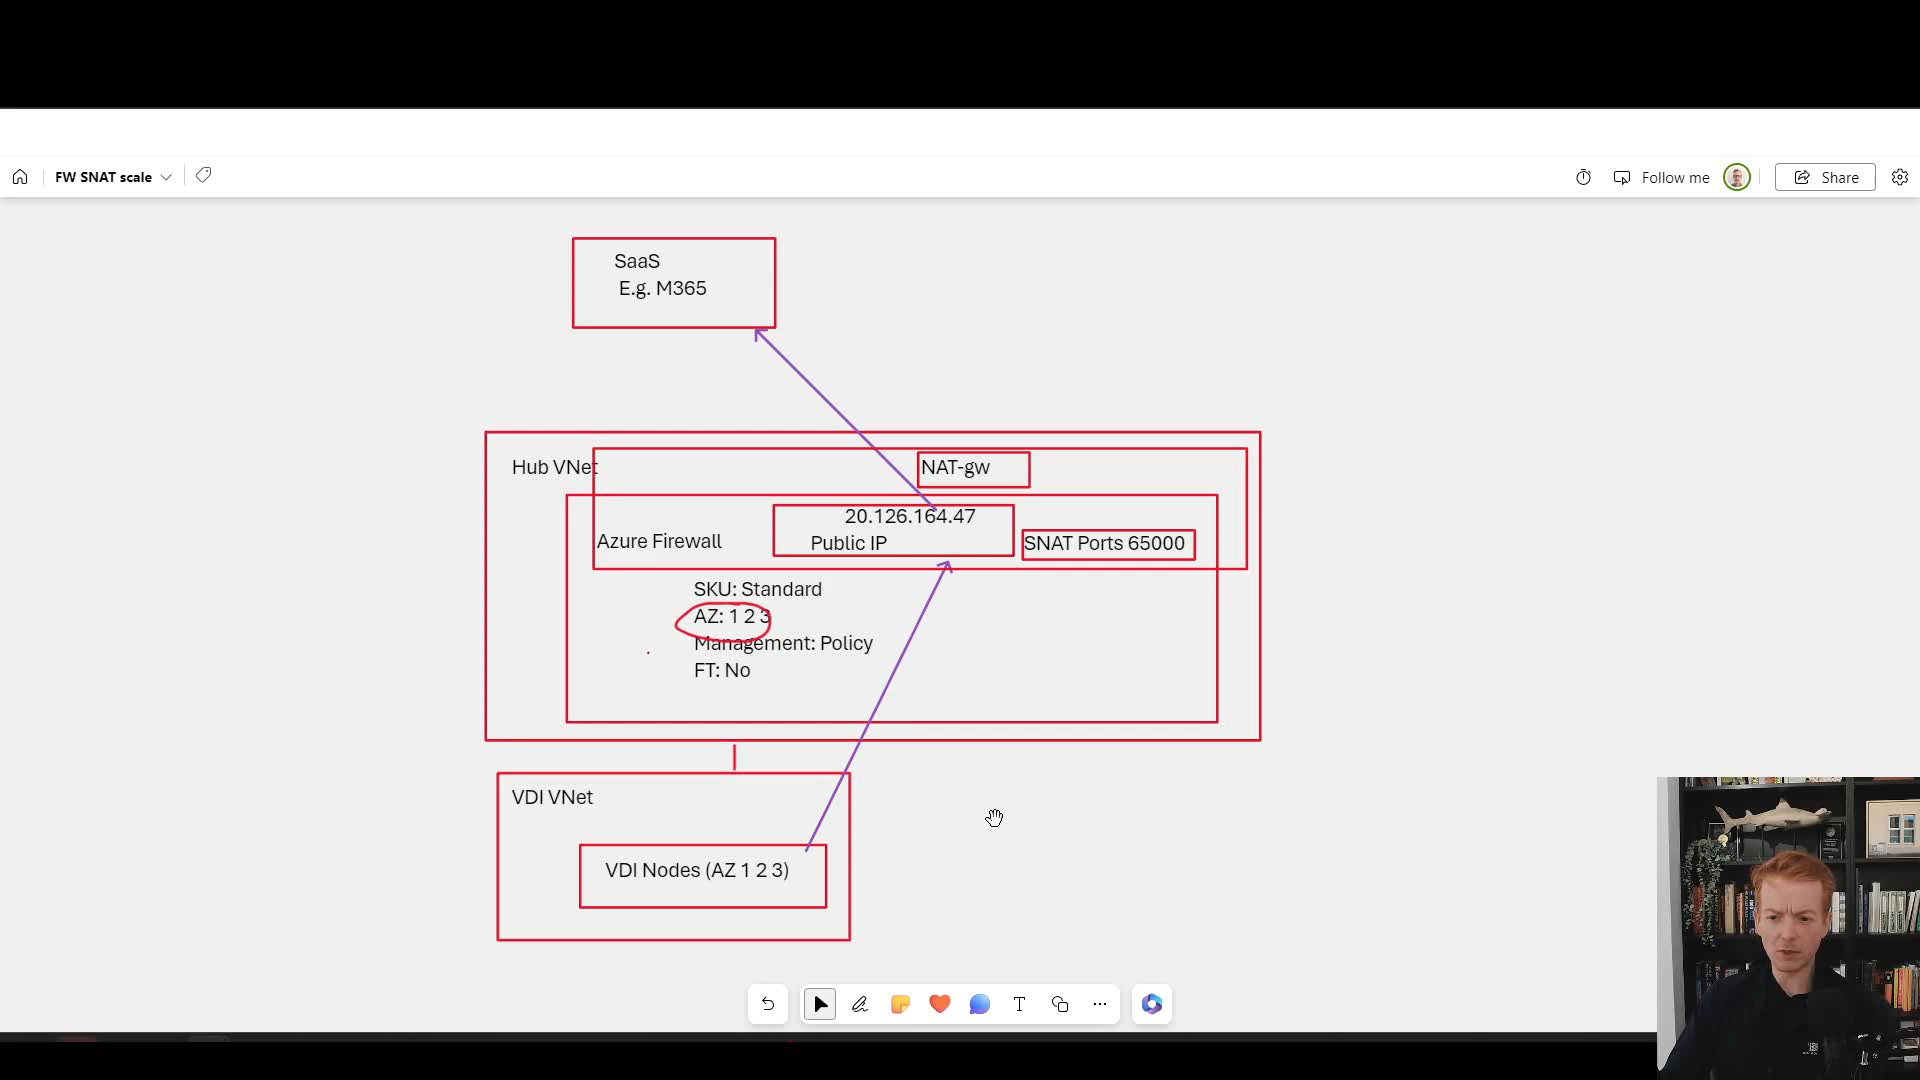 FW SNAT scale
Follow me
Share
SaaS
E.g. M365
Hub VNet
NAT-gw
20.126.164.47
Azure Firewall
Public IP
SNAT Ports 65000
SKU: Standard
AZ: 1 2 3
Management: Policy
FT: No
VDI VNet
VDI Nodes (AZ 1 2 3)